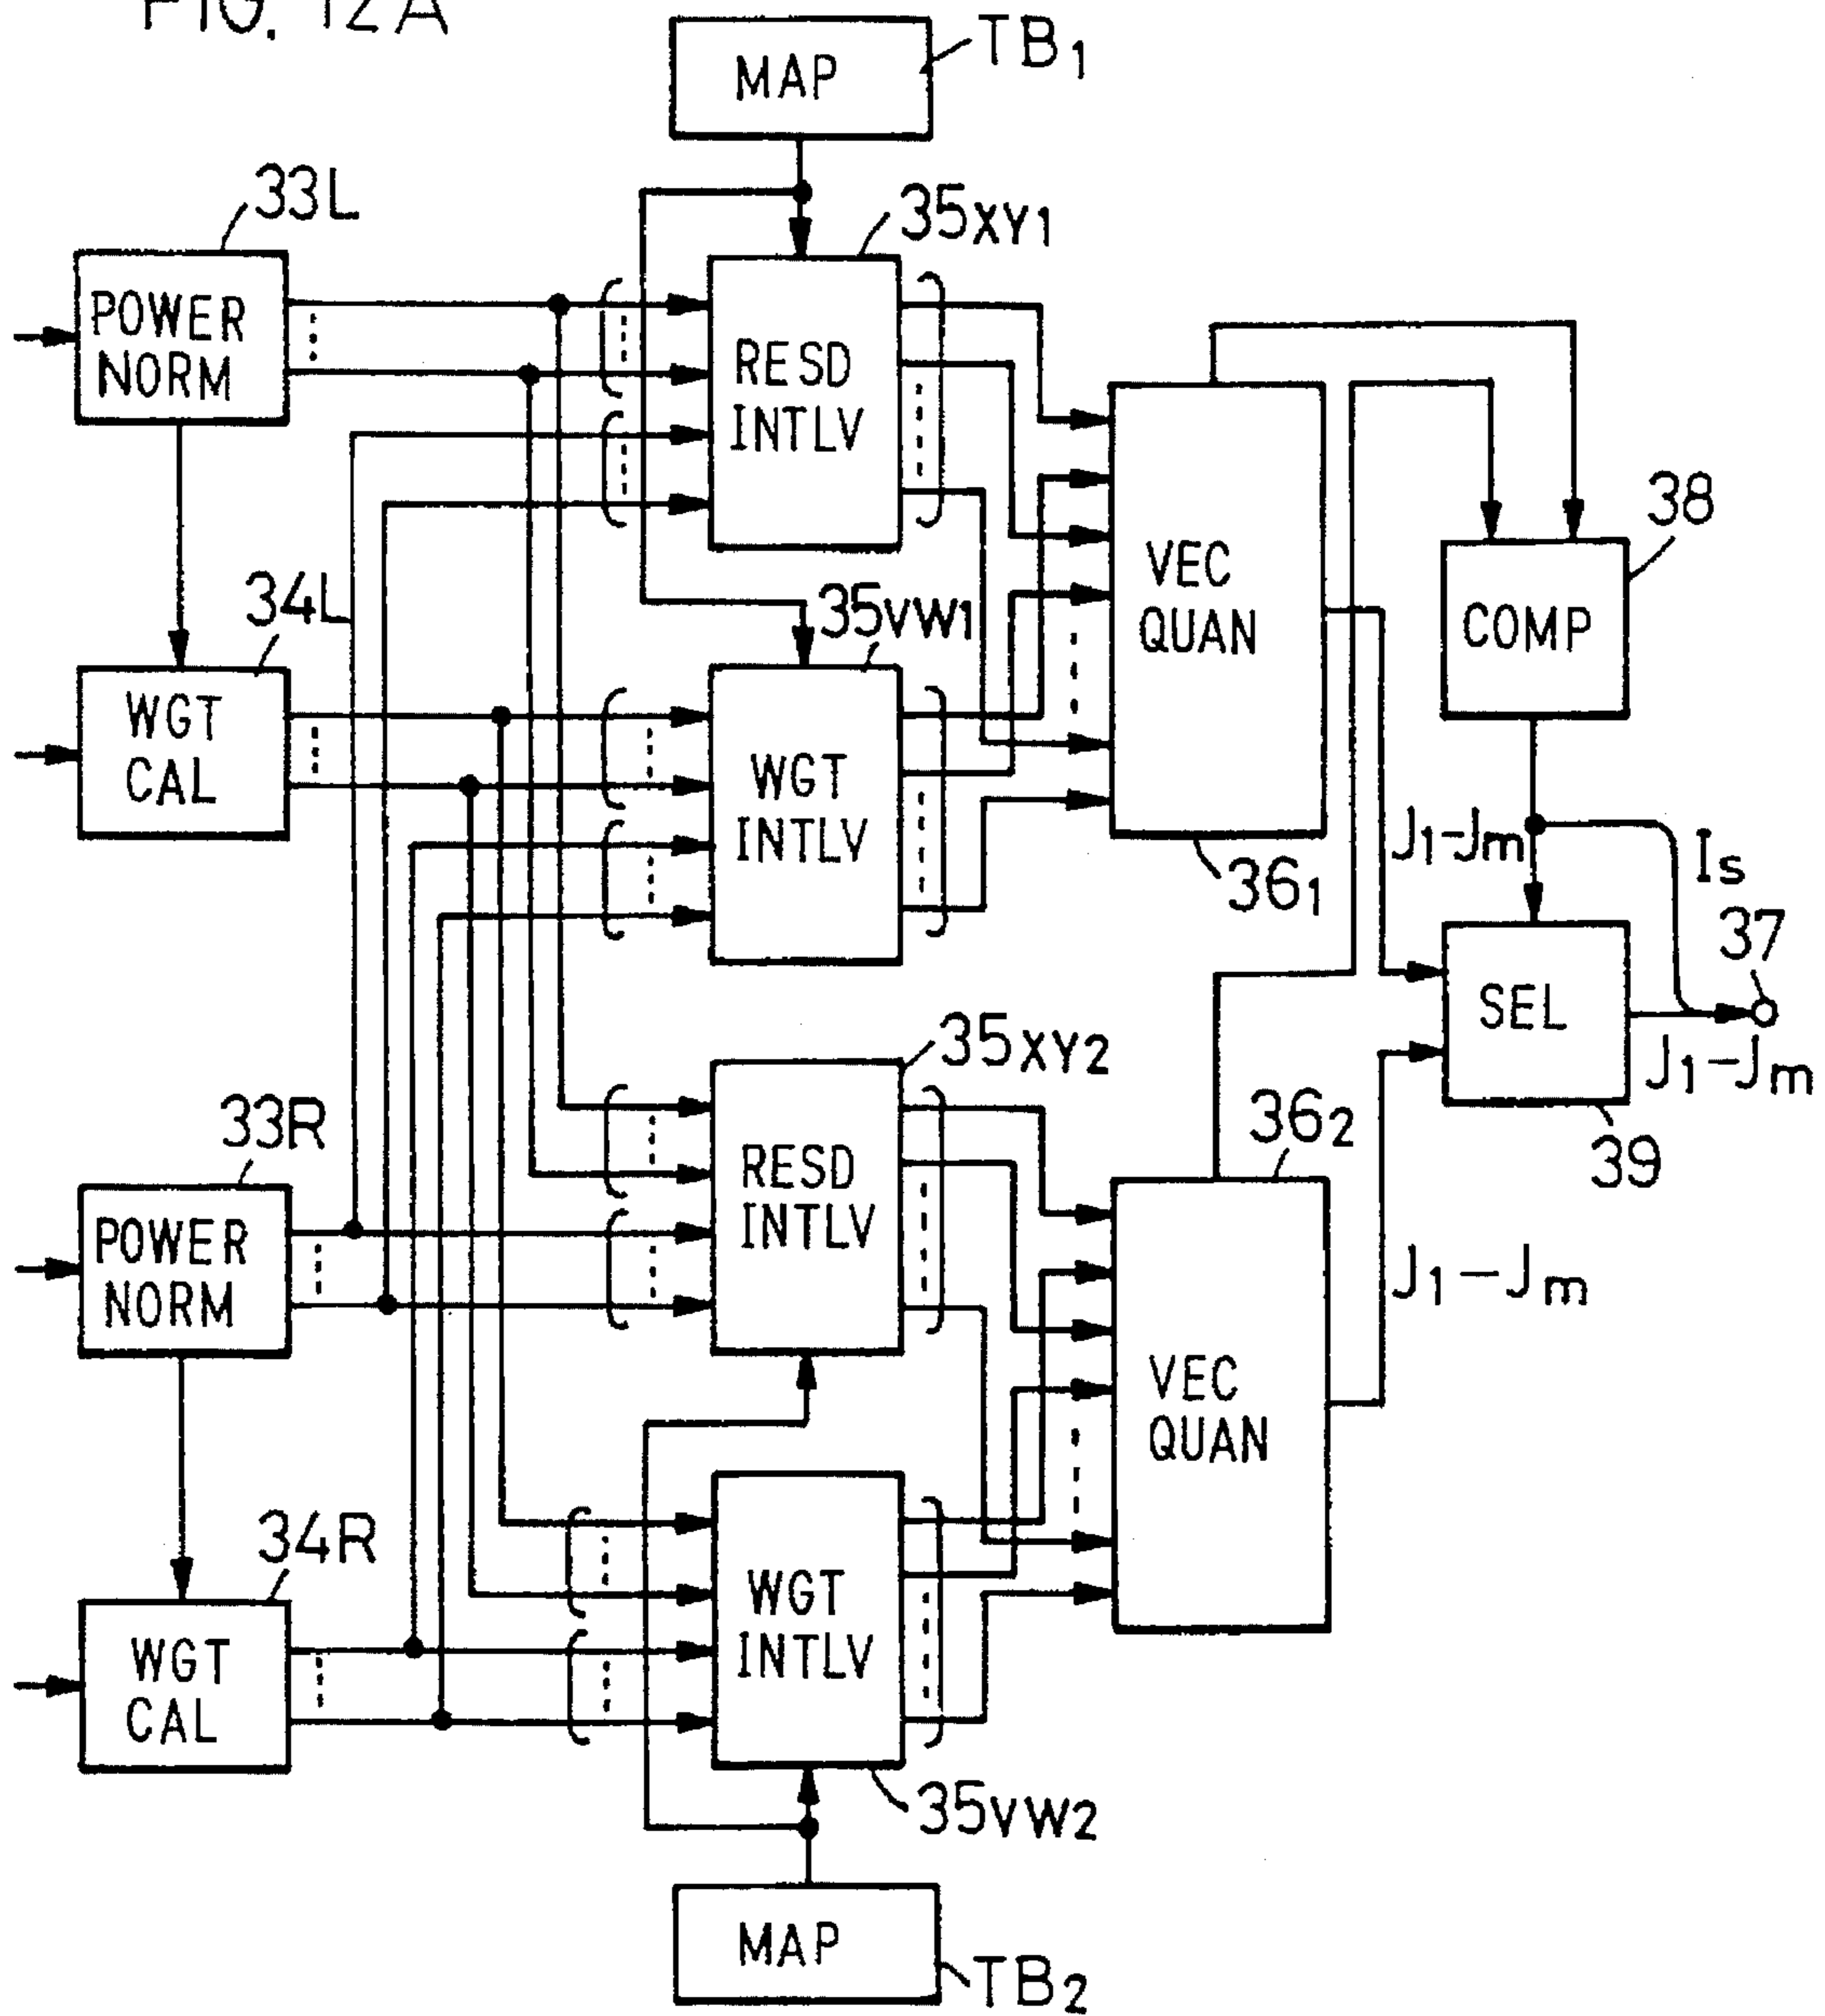 FIG. 12A
MAP
TB1
33L
35XY1
POWER
NORM
RESD
INTLV
38
34L
VEC
QUAN
COMP
35VW1
WGT
CAL
WGT
INTLV
J1-Jm
Is
361
37
SEL
35XY2
J1-Jm
33R
362
39
RESD
INTLV
POWER
NORM
J1-Jm
VEC
QUAN
34R
WGT
INTLV
WGT
CAL
35VW2
MAP
TB2